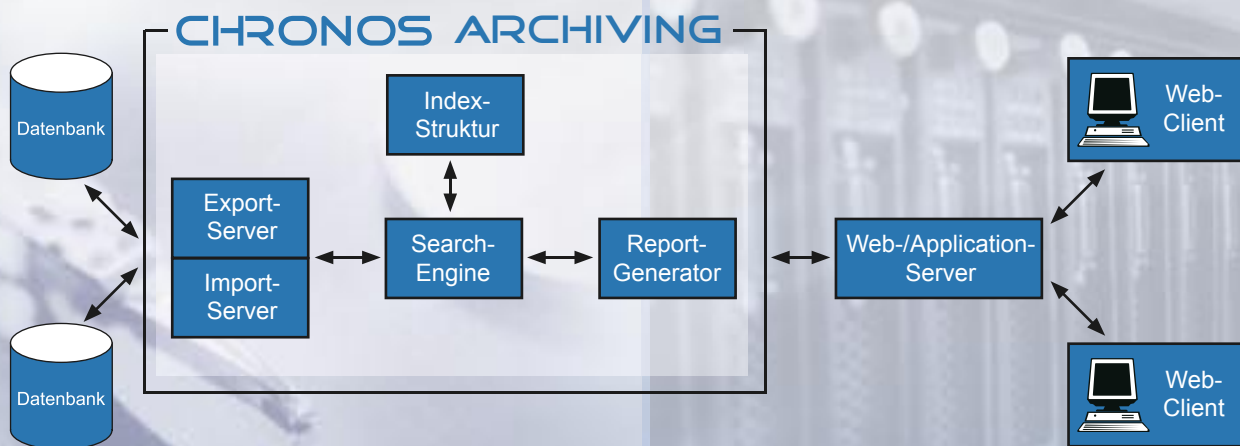 CHRONOS ARCHIVING
Datenbank
Datenbank
Export-
Server
Import-
Server
Index-
Struktur
Search-
Engine
Report-
Generator
Web-/Application-
Server
Web-
Client
Web-
Client